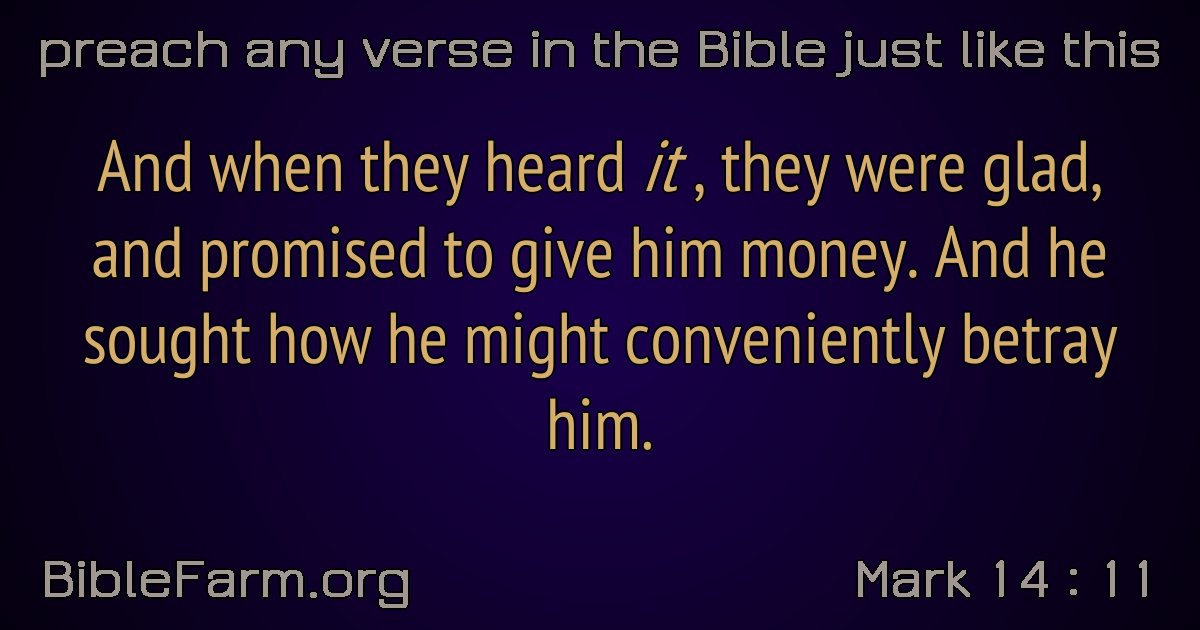 preach any verse in the Bible just like this
And when they heard it , they were glad,
and promised to give him money. And he
sought how he might conveniently betray
him.
BibleFarm.org
Mark 14 : 11